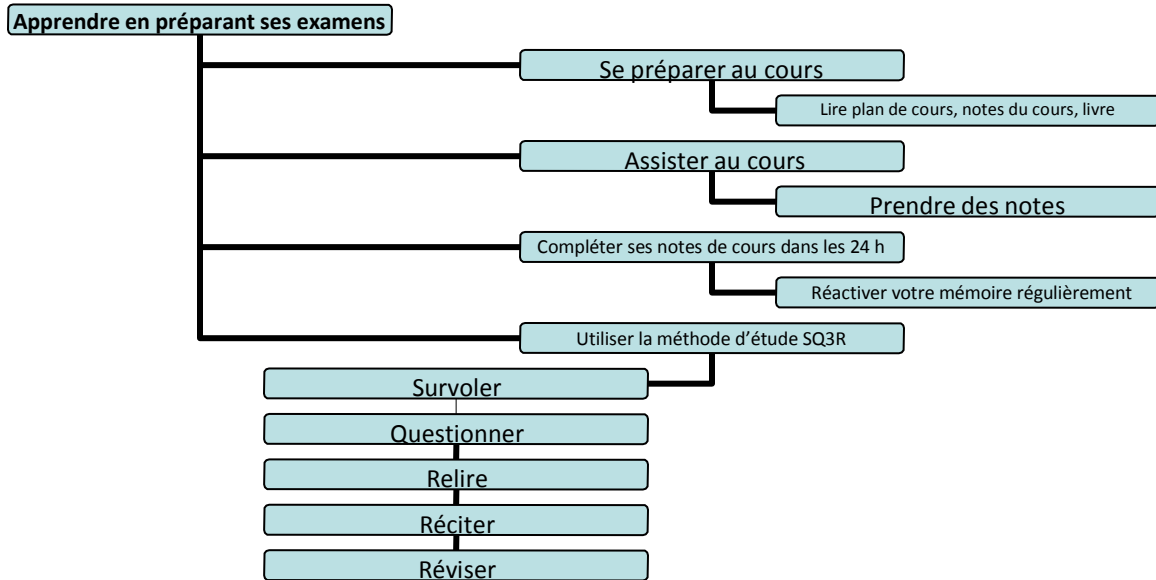 Apprendre en préparant ses examens
Se préparer au cours
Lire plan de cours, notes du cours, livre
Assister au cours
Prendre des notes
Compléter ses notes de cours dans les 24 h
Réactiver votre mémoire régulièrement
Utiliser la méthode d’étude SQ3R
Survoler
Questionner
Relire
Réciter
Réviser